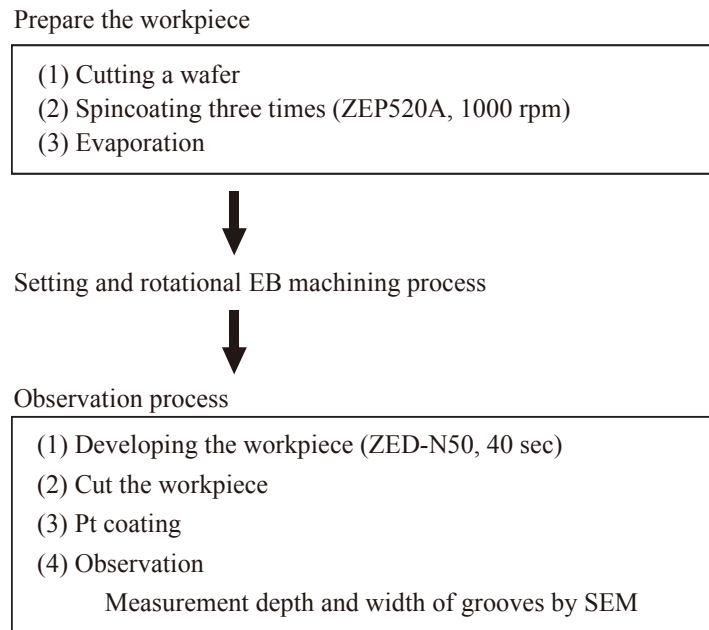 Prepare the workpiece
(1) Cutting a wafer
(2) Spincoating three times (ZEP520A, 1000 rpm)
(3) Evaporation
Setting and rotational EB machining process
Observation process
(1) Developing the workpiece (ZED-N50, 40 sec)
(2) Cut the workpiece
(3) Pt coating
(4) Observation
Measurement depth and width of grooves by SEM